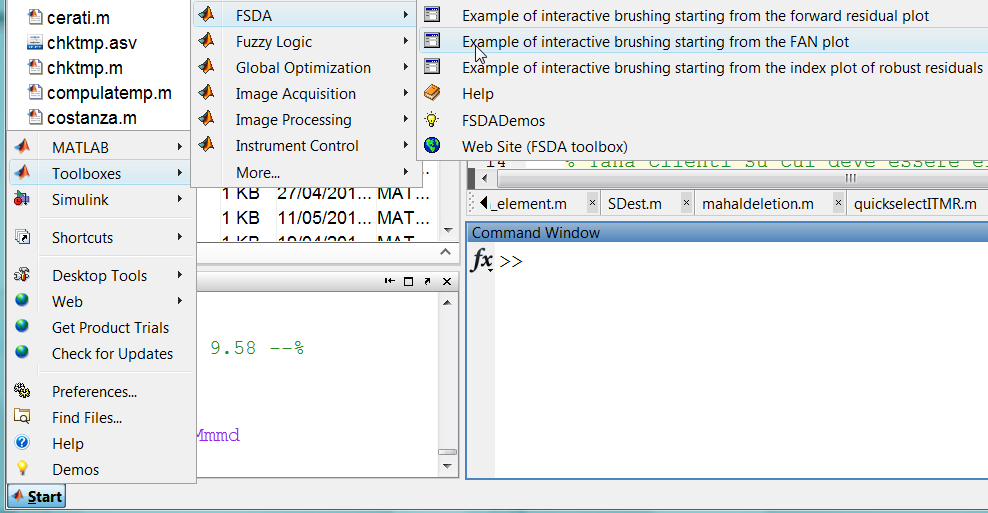 cerati.m
chktmp.asv
chktmp.m
compulatemp.m
costanza.m
MATLAB
Toolboxes
Simulink
Shortcuts
Desktop Tools
Web
Get Product Trials
Check for Updates
Preferences...
Find Files...
Help
Demos
Start
FSDA
Fuzzy Logic
Global Optimization
Image Acquisition
Image Processing
Instrument Control
More...
Example of interactive brushing starting from the forward residual plot
Example of interactive brushing starting from the FAN plot
Example of interactive brushing starting from the index plot of robust residuals
Help
FSDADemos
Web Site (FSDA toolbox)
1 KB 27/04/201... MAT...
1 KB 11/05/201... MAT...
1 KB 19/04/201... MAT...
9.58 --%
Mmmd
14 % clienti su cui deve essere
_element.m SDest.m mahaldeletion.m quickselectITMR.m
Command Window
fx >>